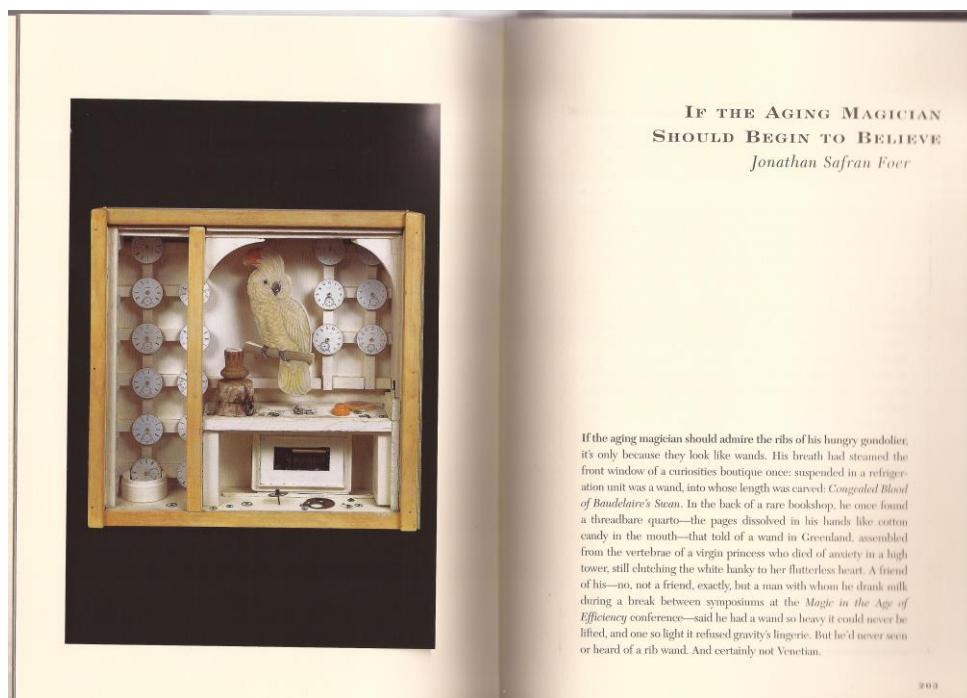 IF THE AGING MAGICIAN
SHOULD BEGIN TO BELIEVE
Jonathan Safran Foer
If the aging magician should admire the ribs of his hungry gondolier,
it's only because they look like wands. His breath had steamed the
front window of a curiosities boutique once: suspended in a refriger-
ation unit was a wand, into whose length was carved: Congealed Blood
of Baudelaire's Swan. In the back of a rare bookshop, he once found
a threadbare quarto—the pages dissolved in his hands like cotton
candy in the mouth—that told of a wand in Greenland, assembled
from the vertebrae of a virgin princess who died of anxiety in a high
tower, still clutching the white hanky to her flutterless heart. A friend
of his—no, not a friend, exactly, but a man with whom he drank milk
during a break between symposiums at the Magic in the Age of
Efficiency conference—said he had a wand so heavy it could never be
lifted, and one so light it refused gravity's lingerie. But he'd never seen
or heard of a rib wand. And certainly not Venetian.
203